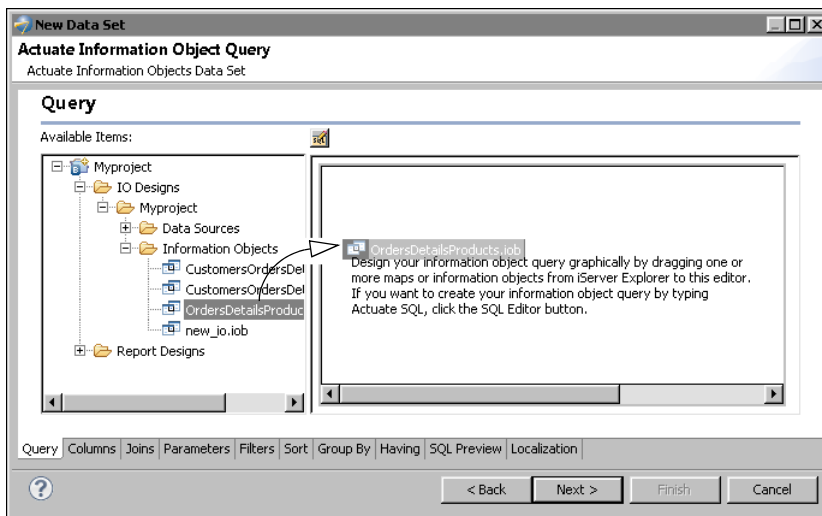 New Data Set
Actuate Information Object Query
Actuate Information Objects Data Set
Query
Available Items:
SQL
Myproject
IO Designs
Myproject
Data Sources
Information Objects
CustomersOrdersDet
CustomersOrdersDet
OrdersDetailsProduc
new_io.iob
Report Designs
OrdersDetailsProducts.iob
Design your information object query graphically by dragging one or
more maps or information objects from iServer Explorer to this editor.
If you want to create your information object query by typing
Actuate SQL, click the SQL Editor button.
Query Columns Joins Parameters Filters Sort Group By Having SQL Preview Localization
? < Back Next > Finish Cancel